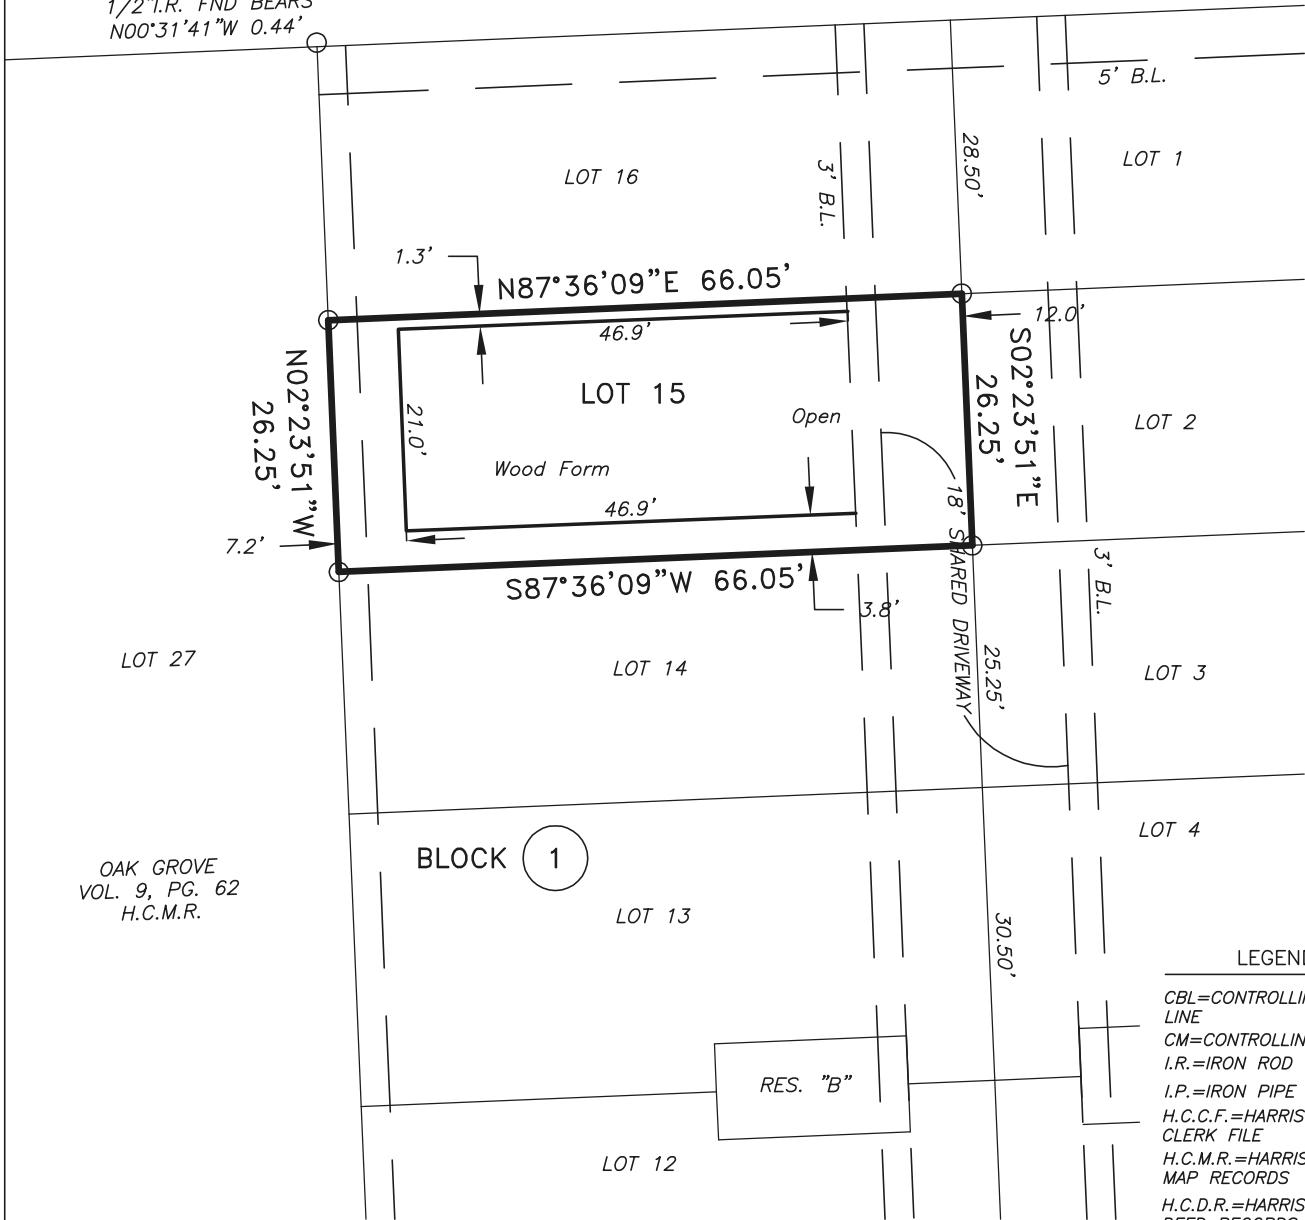 1/2"I.R. FND BEARS
N00°31'41"W 0.44'
5' B.L.
LOT 16
3' B.L.
28.50'
LOT 1
1.3'
N87°36'09"E 66.05'
46.9'
12.0'
N02°23'51"W
26.25'
LOT 15
21.0'
Open
Wood Form
S02°23'51"E
26.25'
LOT 2
46.9'
7.2'
S87°36'09"W 66.05'
3.8'
18' SHARED DRIVEWAY
3' B.L.
LOT 27
LOT 14
25.25'
LOT 3
BLOCK 1
LOT 4
OAK GROVE
VOL. 9, PG. 62
H.C.M.R.
LOT 13
30.50'
RES. "B"
LOT 12
LEGEND
CBL=CONTROLLIN
LINE
CM=CONTROLLIN
I.R.=IRON ROD
I.P.=IRON PIPE
H.C.C.F.=HARRIS
CLERK FILE
H.C.M.R.=HARRIS
MAP RECORDS
H.C.D.R.=HARRIS
DEED RECORDS